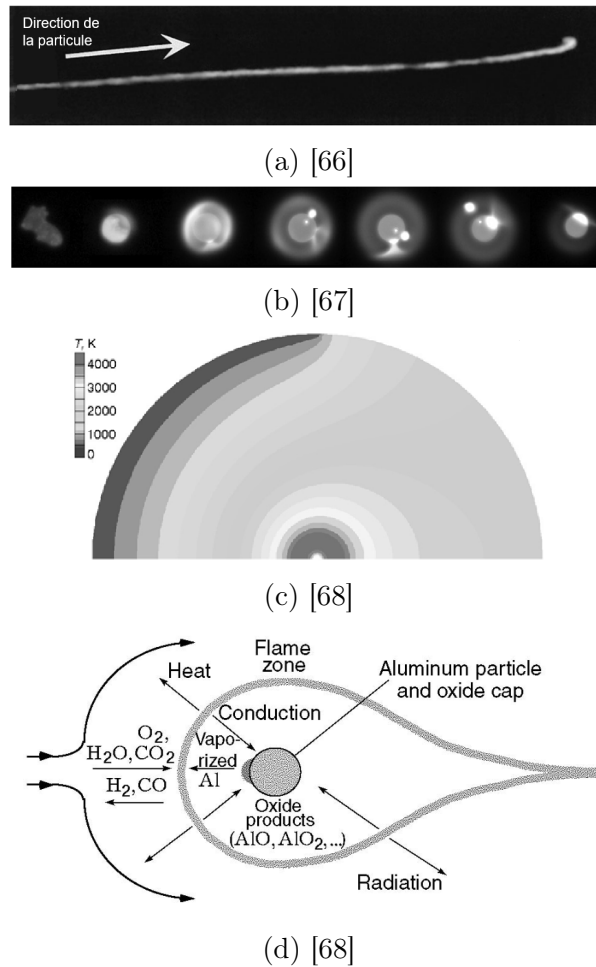 Direction de
la particule
(a) [66]
(b) [67]
T, K
4000
3000
2000
1000
0
(c) [68]
Flame
zone
Heat
Aluminum particle
and oxide cap
Conduction
O₂,
H₂O, CO₂
Vapo-
rized
Al
H₂, CO
Oxide
products
(AlO, AlO₂,...)
Radiation
(d) [68]